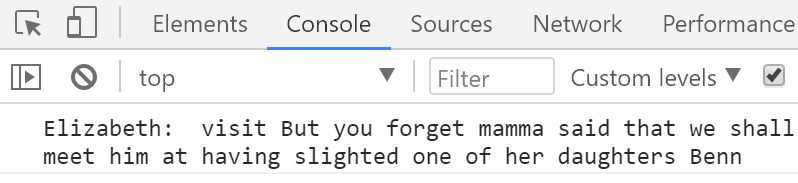 Elements Console Sources Network Performance
top Filter Custom levels
Elizabeth:  visit But you forget mamma said that we shall
meet him at having slighted one of her daughters Benn